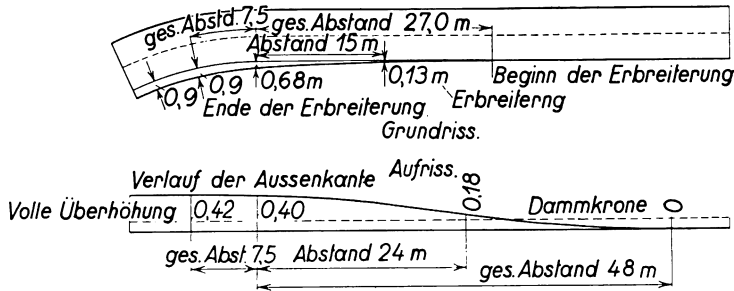 ges. Abstd. 7,5
ges. Abstand 27,0 m
Abstand 15 m
0,9
0,9
0,68 m
0,13 m
Beginn der Erbreiterung
Ende der Erbreiterung
Erbreiterng
Grundriss.
Aufriss.
Verlauf der Aussenkante
Volle Überhöhung
0,42
0,40
0.18
Dammkrone
0
ges. Abst. 7,5
Abstand 24 m
ges. Abstand 48 m